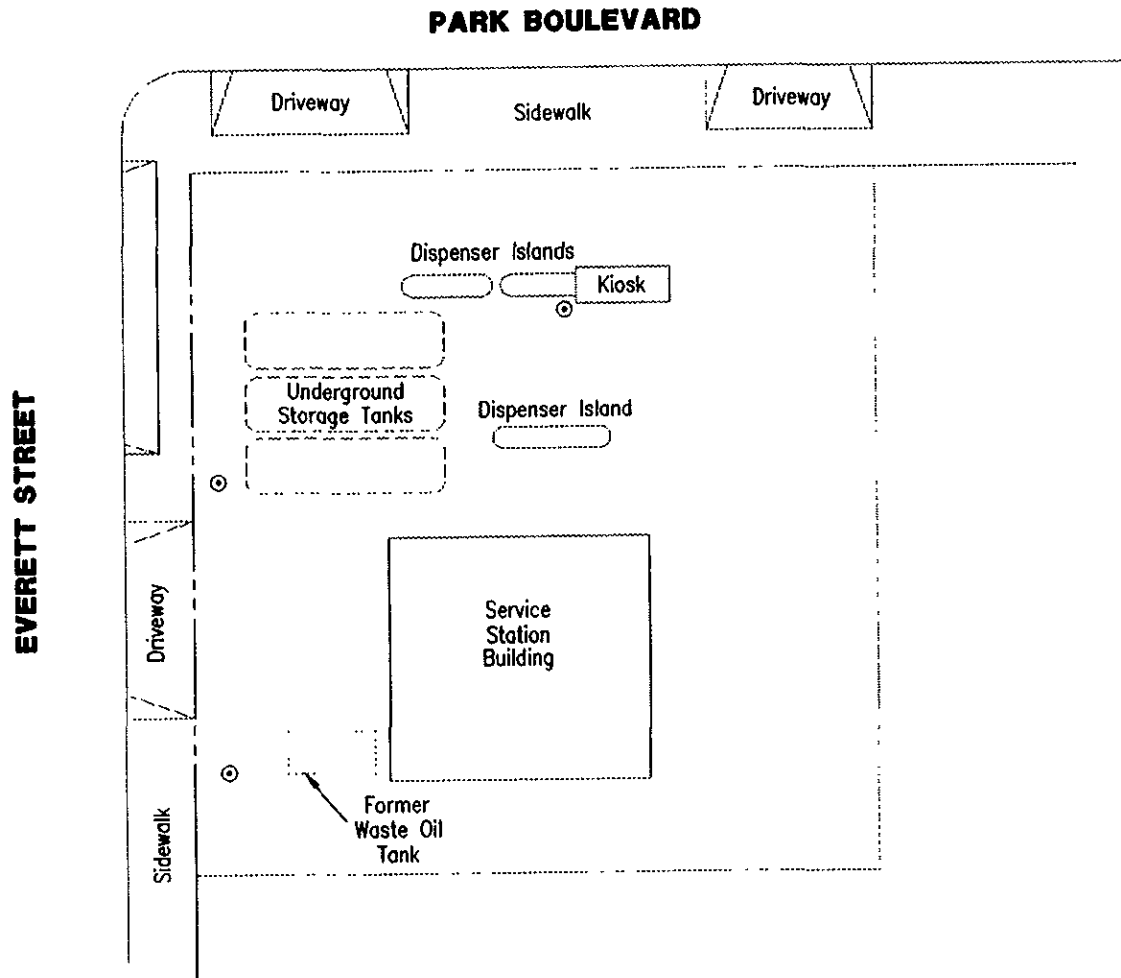 PARK BOULEVARD
Driveway
Sidewalk
Driveway
Dispenser Islands
Kiosk
Underground
Storage Tanks
Dispenser Island
EVERETT STREET
Driveway
Service
Station
Building
Sidewalk
Former
Waste Oil
Tank